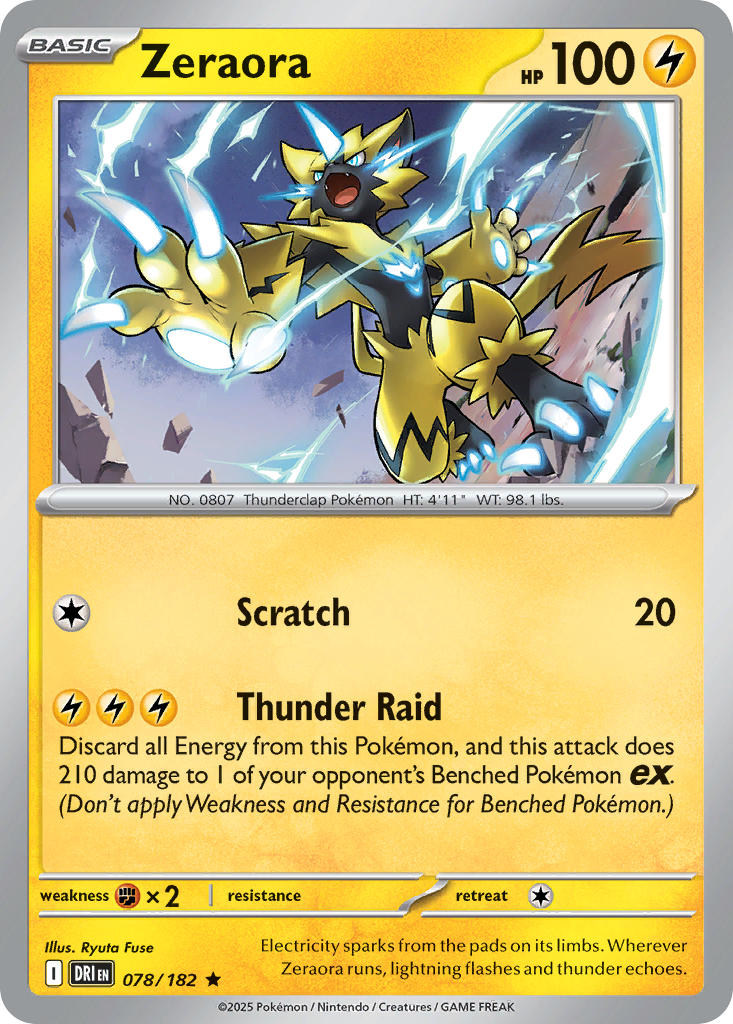 BASIC
Zeraora
HP 100
NO. 0807 Thunderclap Pokémon HT: 4'11" WT: 98.1 lbs.
Scratch 20
Thunder Raid
Discard all Energy from this Pokémon, and this attack does
210 damage to 1 of your opponent's Benched Pokémon ex.
(Don't apply Weakness and Resistance for Benched Pokémon.)
weakness ×2 resistance retreat
Illus. Ryuta Fuse
Electricity sparks from the pads on its limbs. Wherever
Zeraora runs, lightning flashes and thunder echoes.
I DRI EN 078/182 ★
©2025 Pokémon / Nintendo / Creatures / GAME FREAK